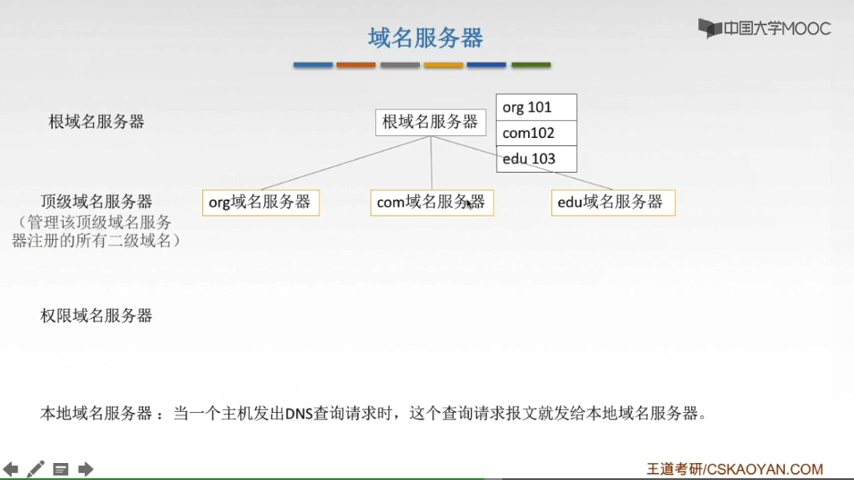 域名服务器
中国大学MOOC
根域名服务器
根域名服务器
org 101
com102
edu 103
顶级域名服务器
(管理该顶级域名服务
器注册的所有二级域名)
org域名服务器
com域名服务器
edu域名服务器
权限域名服务器
本地域名服务器：当一个主机发出DNS查询请求时，这个查询请求报文就发给本地域名服务器。
王道考研/CSKAOYAN.COM